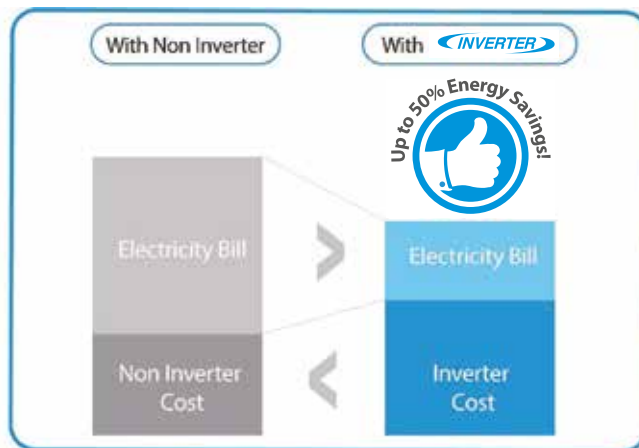 With Non Inverter
With INVERTER
Up to 50% Energy Savings!
Electricity Bill
>
Electricity Bill
Non Inverter
Cost
<
Inverter
Cost